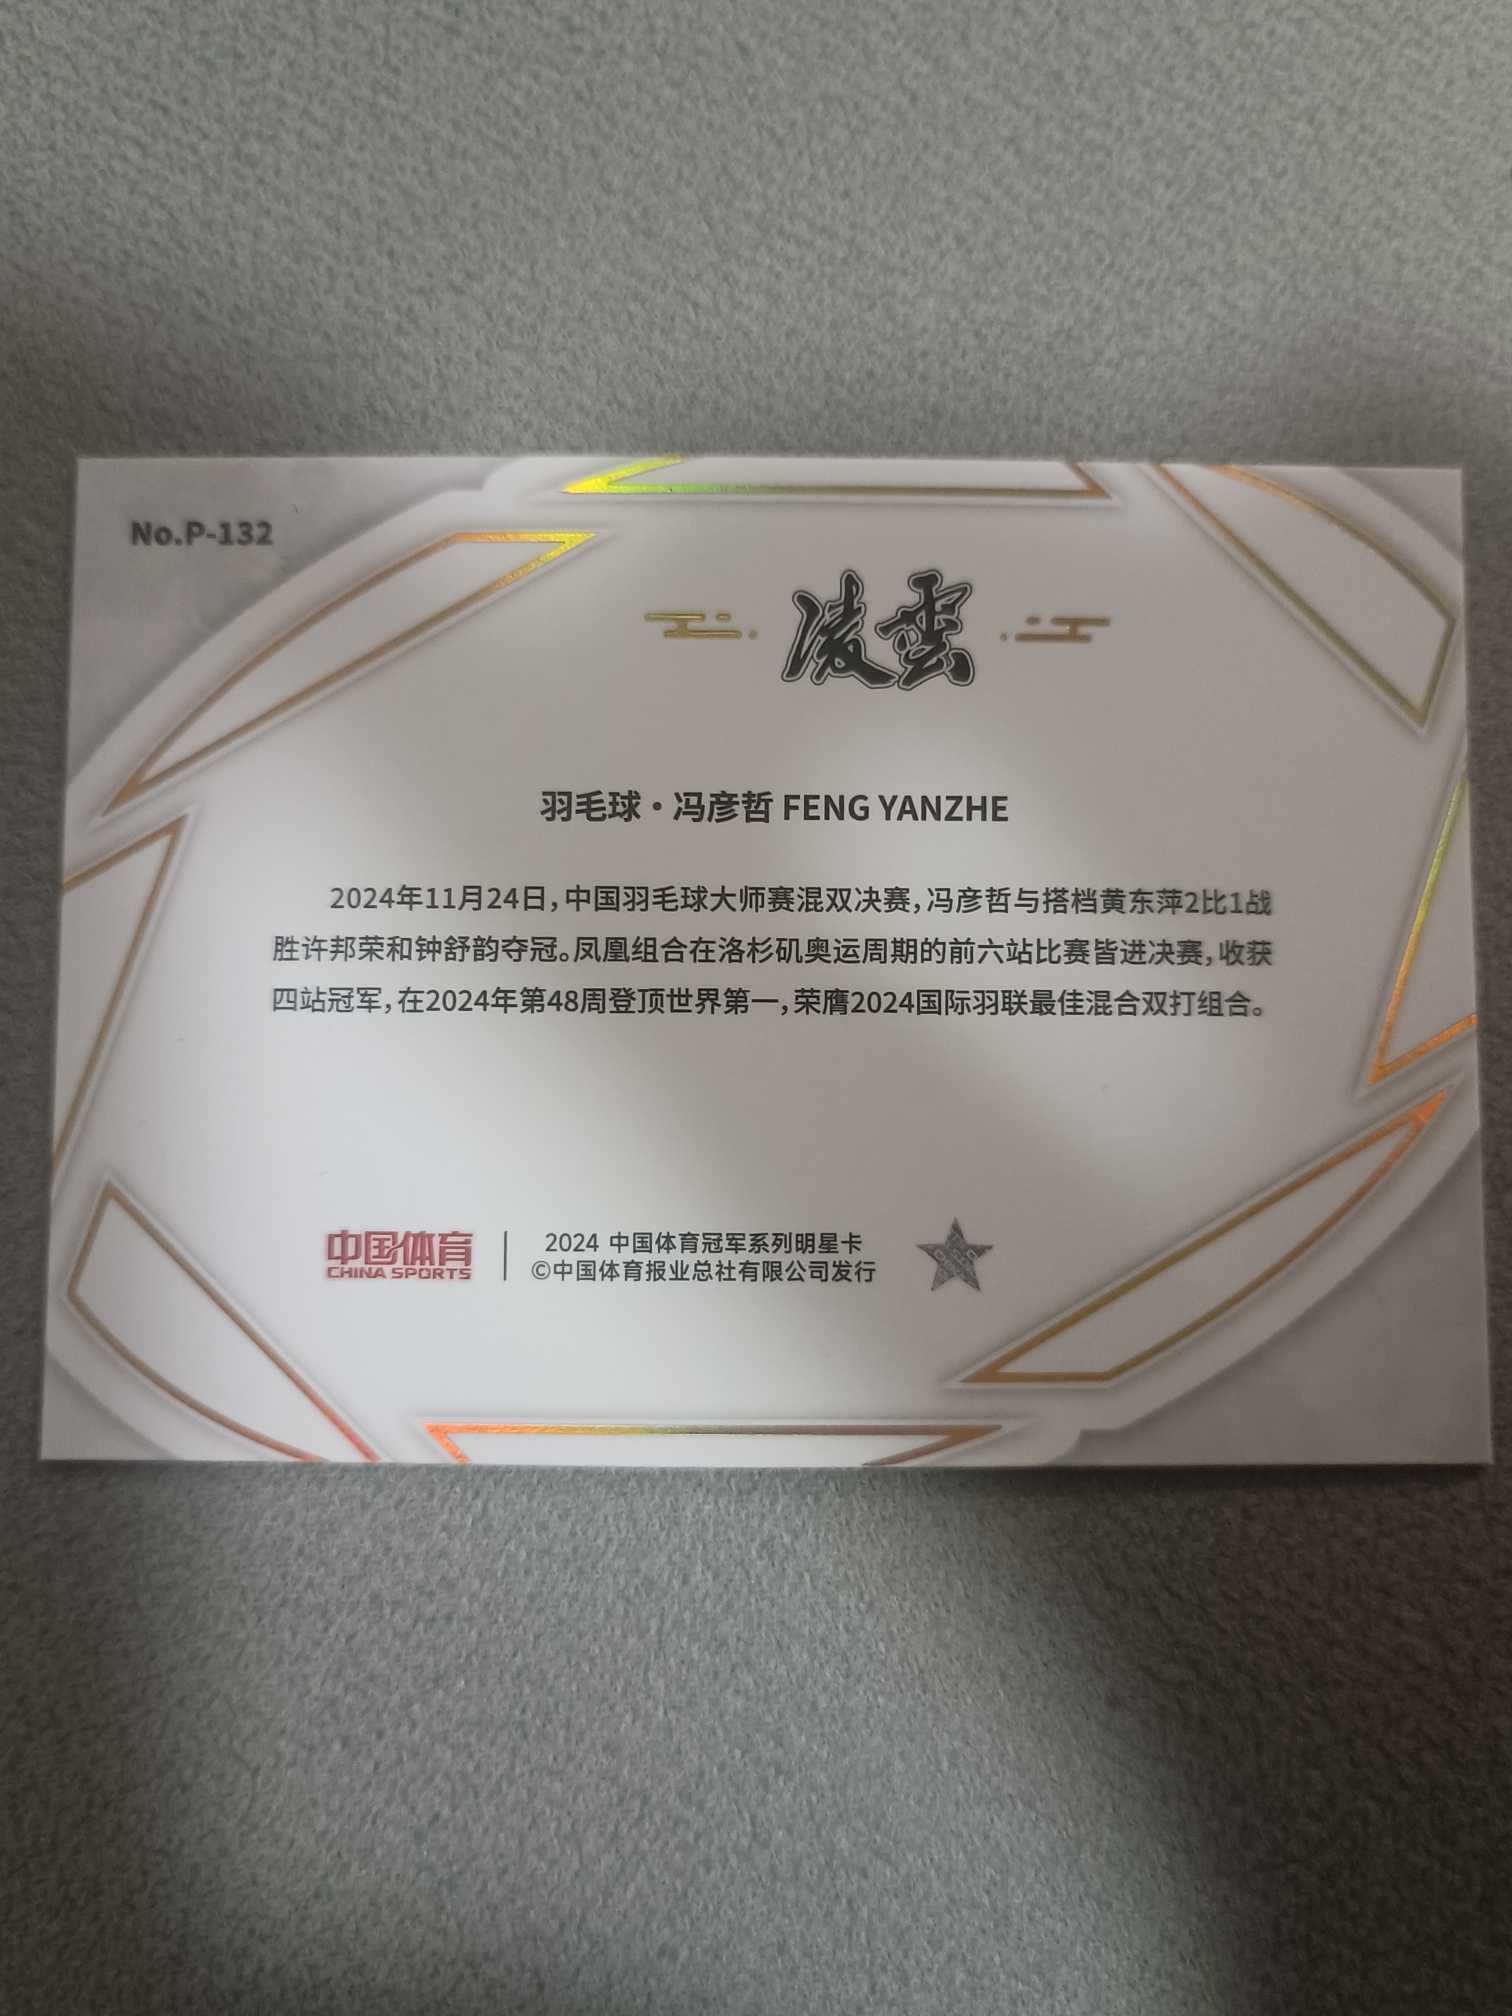 No.P-132
凌雲
羽毛球·冯彦哲 FENG YANZHE
2024年11月24日,中国羽毛球大师赛混双决赛,冯彦哲与搭档黄东萍2比1战
胜许邦荣和钟舒韵夺冠。凤凰组合在洛杉矶奥运周期的前六站比赛皆进决赛,收获
四站冠军,在2024年第48周登顶世界第一,荣膺2024国际羽联最佳混合双打组合。
中国体育
CHINA SPORTS
2024 中国体育冠军系列明星卡
©中国体育报业总社有限公司发行